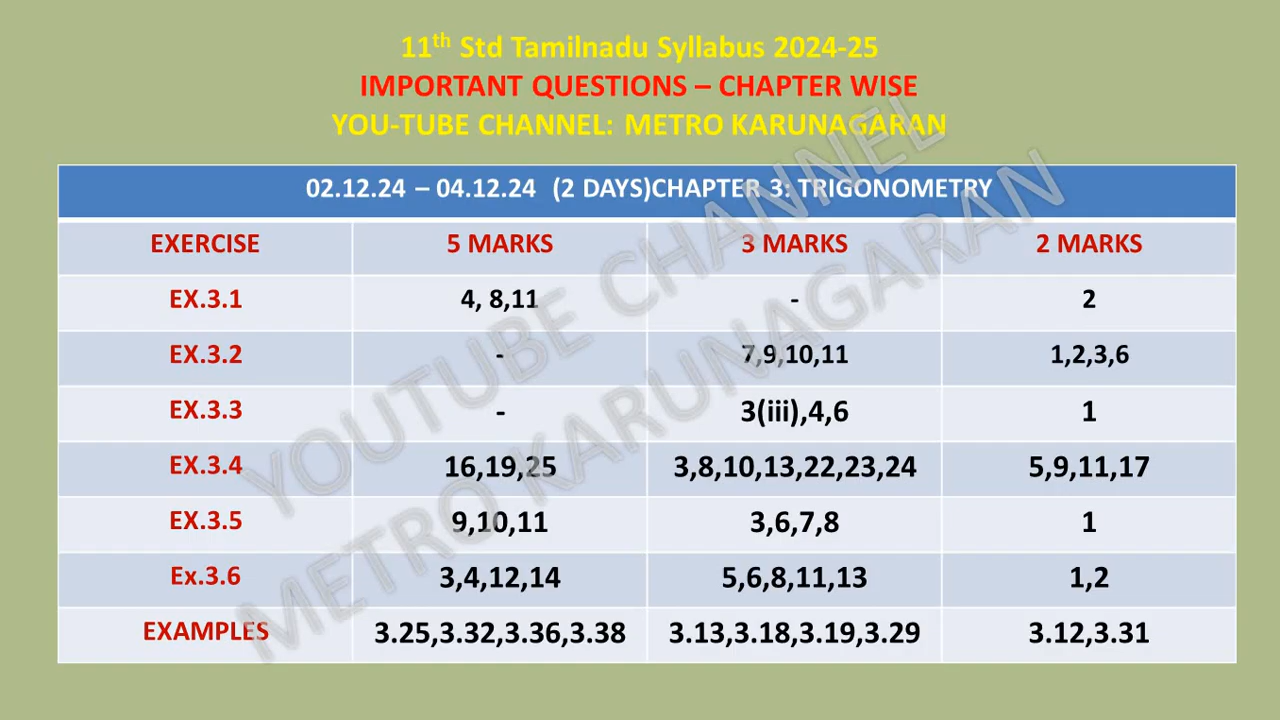 11th Std Tamilnadu Syllabus 2024-25
IMPORTANT QUESTIONS – CHAPTER WISE
YOU-TUBE CHANNEL: METRO KARUNAGARAN
02.12.24 – 04.12.24 (2 DAYS)CHAPTER 3: TRIGONOMETRY
EXERCISE 5 MARKS 3 MARKS 2 MARKS
EX.3.1 4, 8,11 - 2
EX.3.2 - 7,9,10,11 1,2,3,6
EX.3.3 - 3(iii),4,6 1
EX.3.4 16,19,25 3,8,10,13,22,23,24 5,9,11,17
EX.3.5 9,10,11 3,6,7,8 1
Ex.3.6 3,4,12,14 5,6,8,11,13 1,2
EXAMPLES 3.25,3.32,3.36,3.38 3.13,3.18,3.19,3.29 3.12,3.31
YOUTUBE CHANNEL
METRO KARUNAGARAN